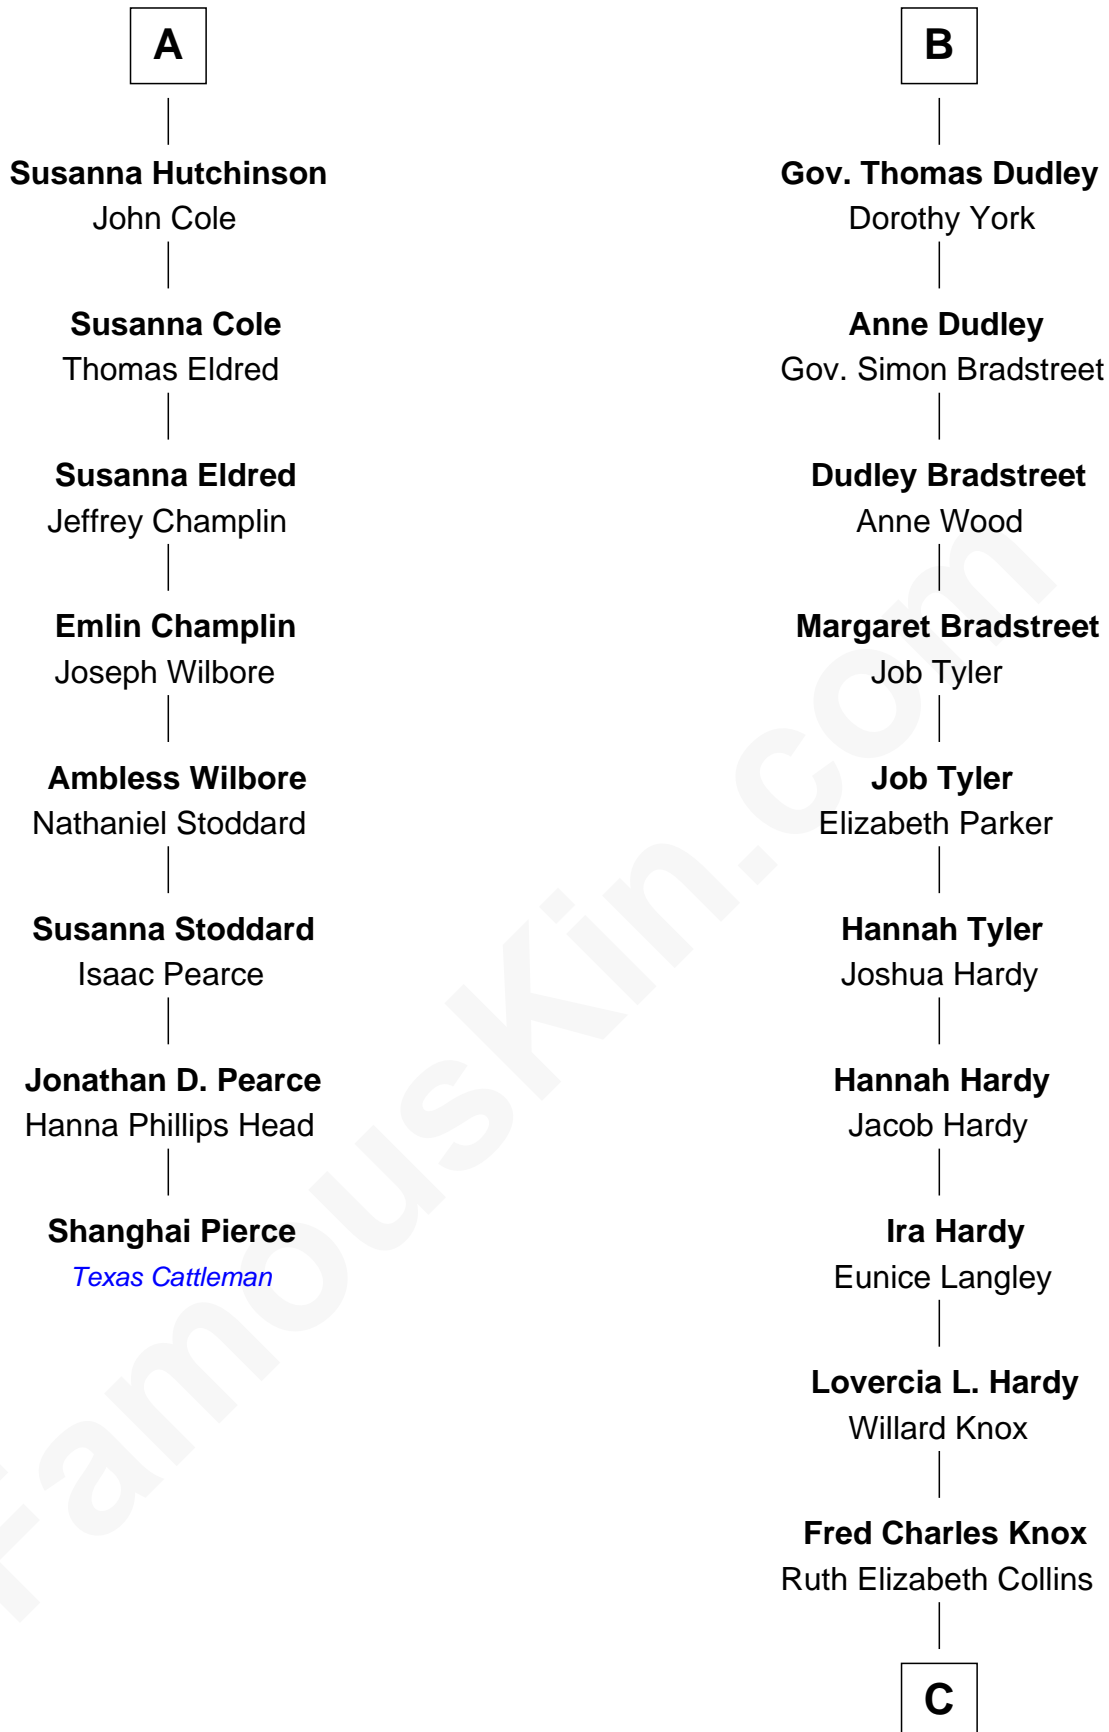 A
Susanna Hutchinson
John Cole
Susanna Cole
Thomas Eldred
Susanna Eldred
Jeffrey Champlin
Emlin Champlin
Joseph Wilbore
Ambless Wilbore
Nathaniel Stoddard
Susanna Stoddard
Isaac Pearce
Jonathan D. Pearce
Hanna Phillips Head
Shanghai Pierce
Texas Cattleman
B
Gov. Thomas Dudley
Dorothy York
Anne Dudley
Gov. Simon Bradstreet
Dudley Bradstreet
Anne Wood
Margaret Bradstreet
Job Tyler
Job Tyler
Elizabeth Parker
Hannah Tyler
Joshua Hardy
Hannah Hardy
Jacob Hardy
Ira Hardy
Eunice Langley
Lovercia L. Hardy
Willard Knox
Fred Charles Knox
Ruth Elizabeth Collins
C
FamousKin.com